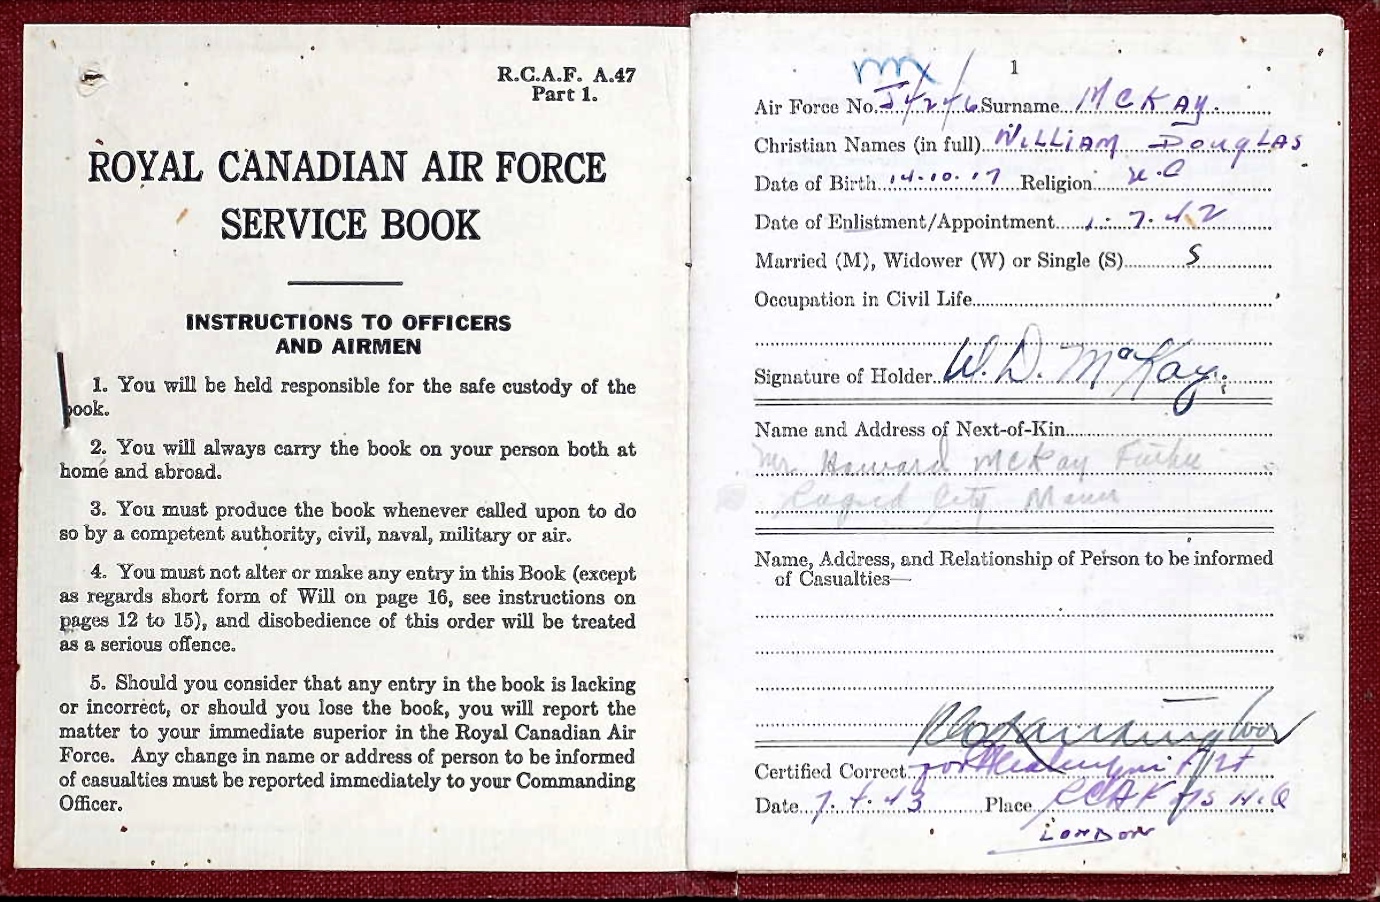 R.C.A.F. A.47
Part 1.
ROYAL CANADIAN AIR FORCE
SERVICE BOOK
INSTRUCTIONS TO OFFICERS
AND AIRMEN
1. You will be held responsible for the safe custody of the
book.
2. You will always carry the book on your person both at
home and abroad.
3. You must produce the book whenever called upon to do
so by a competent authority, civil, naval, military or air.
4. You must not alter or make any entry in this Book (except
as regards short form of Will on page 16, see instructions on
pages 12 to 15), and disobedience of this order will be treated
as a serious offence.
5. Should you consider that any entry in the book is lacking
or incorrect, or should you lose the book, you will report the
matter to your immediate superior in the Royal Canadian Air
Force. Any change in name or address of person to be informed
of casualties must be reported immediately to your Commanding
Officer.
1
Air Force No. Surname McKAy.
Christian Names (in full) WiLLiAM DougLAS
Date of Birth 14.10.17 Religion U.C
Date of Enlistment/Appointment 1.7.42
Married (M), Widower (W) or Single (S) S
Occupation in Civil Life
Signature of Holder W. D. McKay.
Name and Address of Next-of-Kin
Mr. Howard McKay Father
City
Name, Address, and Relationship of Person to be informed
of Casualties—
Certified Correct for
Date 7.4.43 Place RCAF O/S H.Q
LONDON